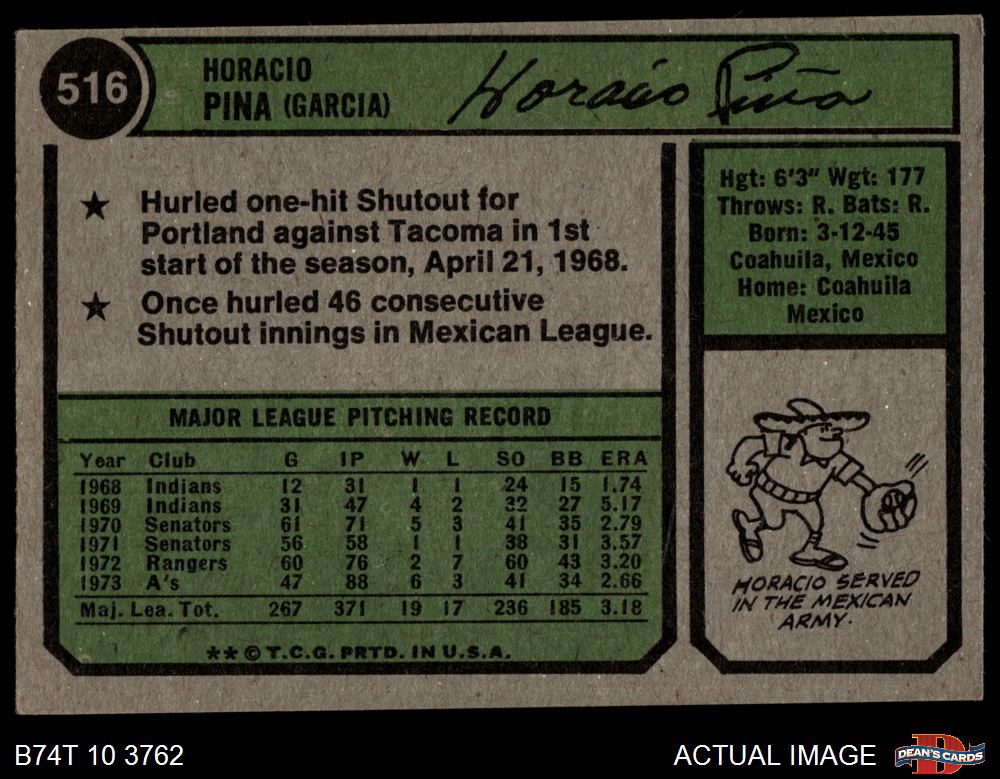 516
HORACIO
PINA (GARCIA)
Horacio Piña
★ Hurled one-hit Shutout for
Portland against Tacoma in 1st
start of the season, April 21, 1968.
★ Once hurled 46 consecutive
Shutout innings in Mexican League.
Hgt: 6'3" Wgt: 177
Throws: R. Bats: R.
Born: 3-12-45
Coahuila, Mexico
Home: Coahuila
Mexico
MAJOR LEAGUE PITCHING RECORD
Year Club G IP W L SO BB ERA
1968 Indians 12 31 1 1 24 15 1.74
1969 Indians 31 47 4 2 32 27 5.17
1970 Senators 61 71 5 3 41 35 2.79
1971 Senators 56 58 1 1 38 31 3.57
1972 Rangers 60 76 2 7 60 43 3.20
1973 A's 47 88 6 3 41 34 2.66
Maj. Lea. Tot. 267 371 19 17 236 185 3.18
** © T.C.G. PRTD. IN U.S.A.
HORACIO SERVED
IN THE MEXICAN
ARMY.
B74T 10 3762
ACTUAL IMAGE
DEAN'S CARDS